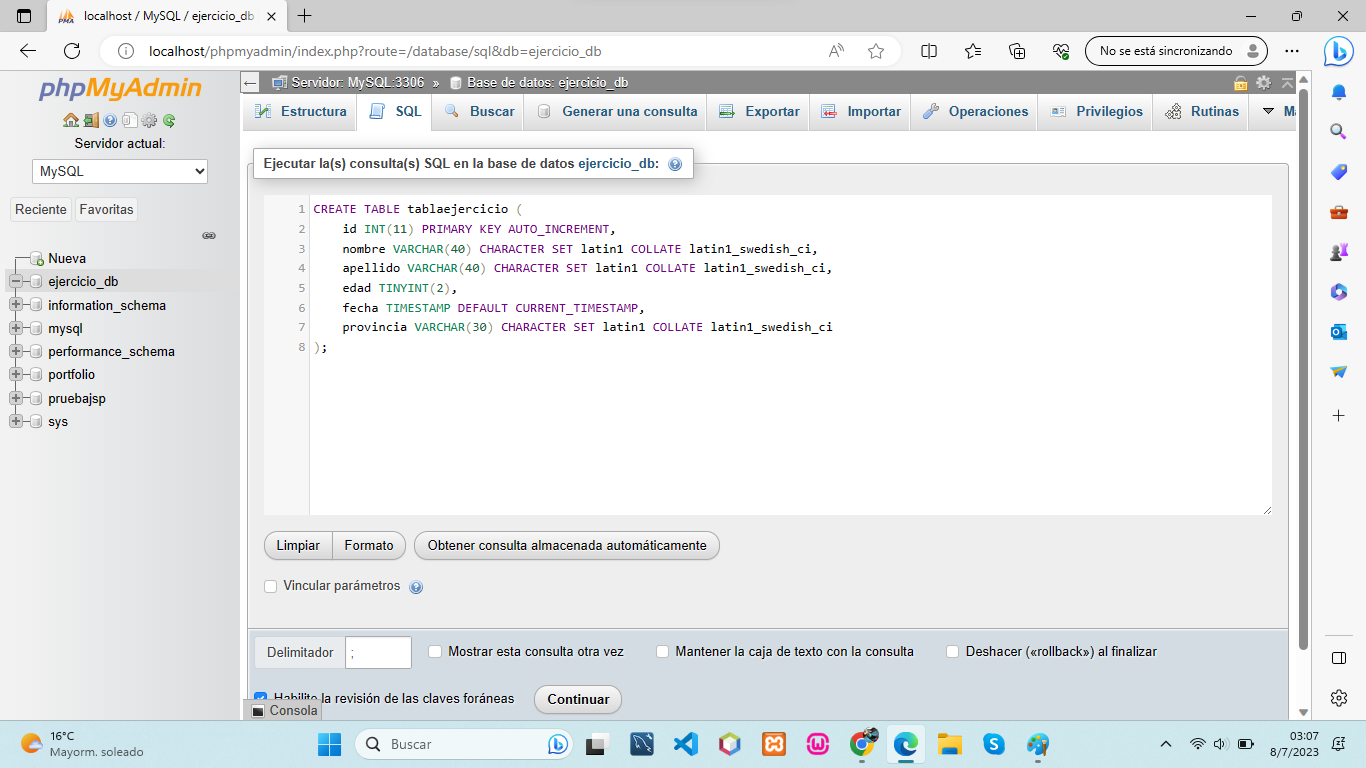 localhost / MySQL / ejercicio_db
localhost/phpmyadmin/index.php?route=/database/sql&db=ejercicio_db
No se está sincronizando
phpMyAdmin
Servidor actual:
MySQL
Reciente
Favoritas
Nueva
ejercicio_db
information_schema
mysql
performance_schema
portfolio
pruebajsp
sys
Servidor: MySQL:3306 » Base de datos: ejercicio_db
Estructura
SQL
Buscar
Generar una consulta
Exportar
Importar
Operaciones
Privilegios
Rutinas
Ejecutar la(s) consulta(s) SQL en la base de datos ejercicio_db:
1 CREATE TABLE tablaejercicio (
2 id INT(11) PRIMARY KEY AUTO_INCREMENT,
3 nombre VARCHAR(40) CHARACTER SET latin1 COLLATE latin1_swedish_ci,
4 apellido VARCHAR(40) CHARACTER SET latin1 COLLATE latin1_swedish_ci,
5 edad TINYINT(2),
6 fecha TIMESTAMP DEFAULT CURRENT_TIMESTAMP,
7 provincia VARCHAR(30) CHARACTER SET latin1 COLLATE latin1_swedish_ci
8 );
Limpiar
Formato
Obtener consulta almacenada automáticamente
Vincular parámetros
Delimitador
;
Mostrar esta consulta otra vez
Mantener la caja de texto con la consulta
Deshacer («rollback») al finalizar
Habilite la revisión de las claves foráneas
Continuar
Consola
16°C
Mayorm. soleado
Buscar
03:07
8/7/2023